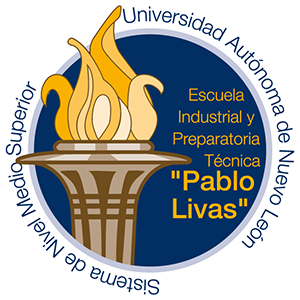 Universidad Autónoma de Nuevo León
Escuela
Industrial y
Preparatoria
Técnica
"Pablo
Livas"
Sistema de Nivel Medio Superior